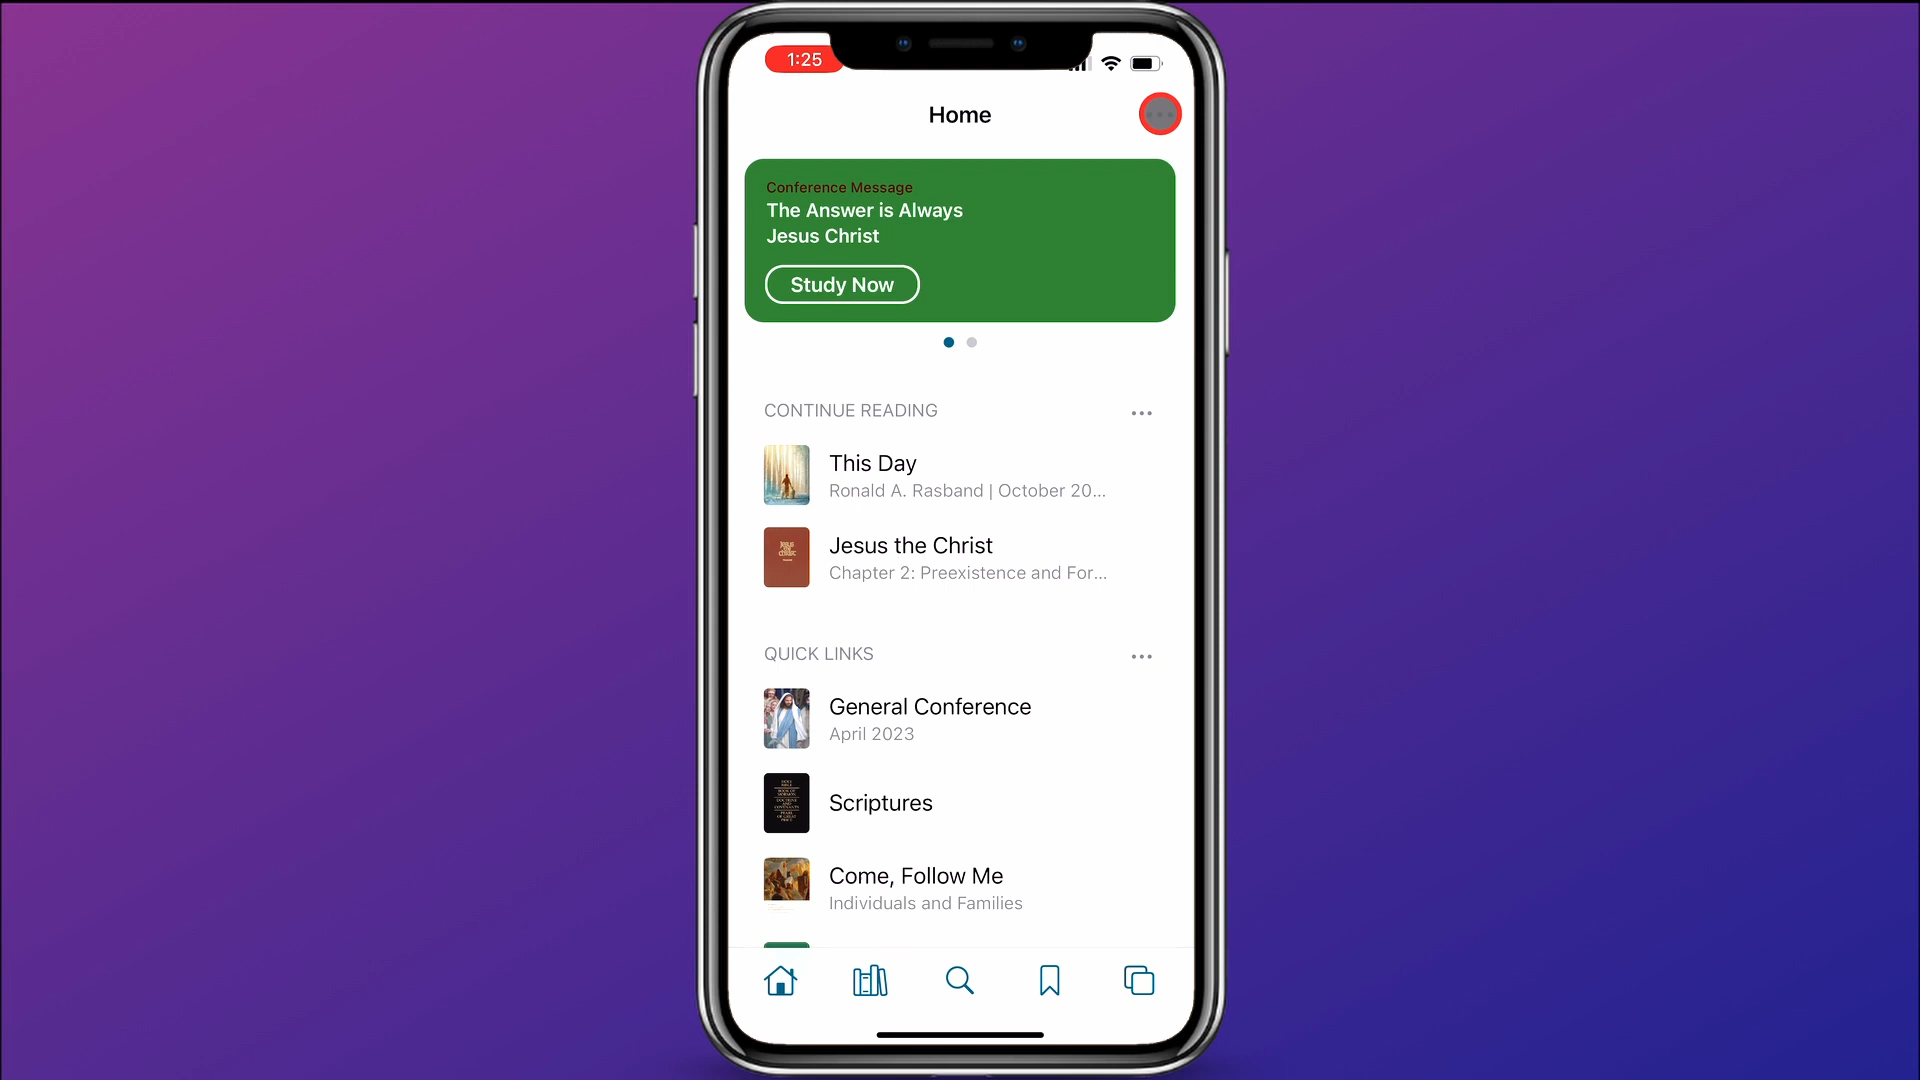 1:25
Home
Conference Message
The Answer is Always
Jesus Christ
Study Now
CONTINUE READING
This Day
Ronald A. Rasband | October 20...
Jesus the Christ
Chapter 2: Preexistence and For...
QUICK LINKS
General Conference
April 2023
Scriptures
Come, Follow Me
Individuals and Families